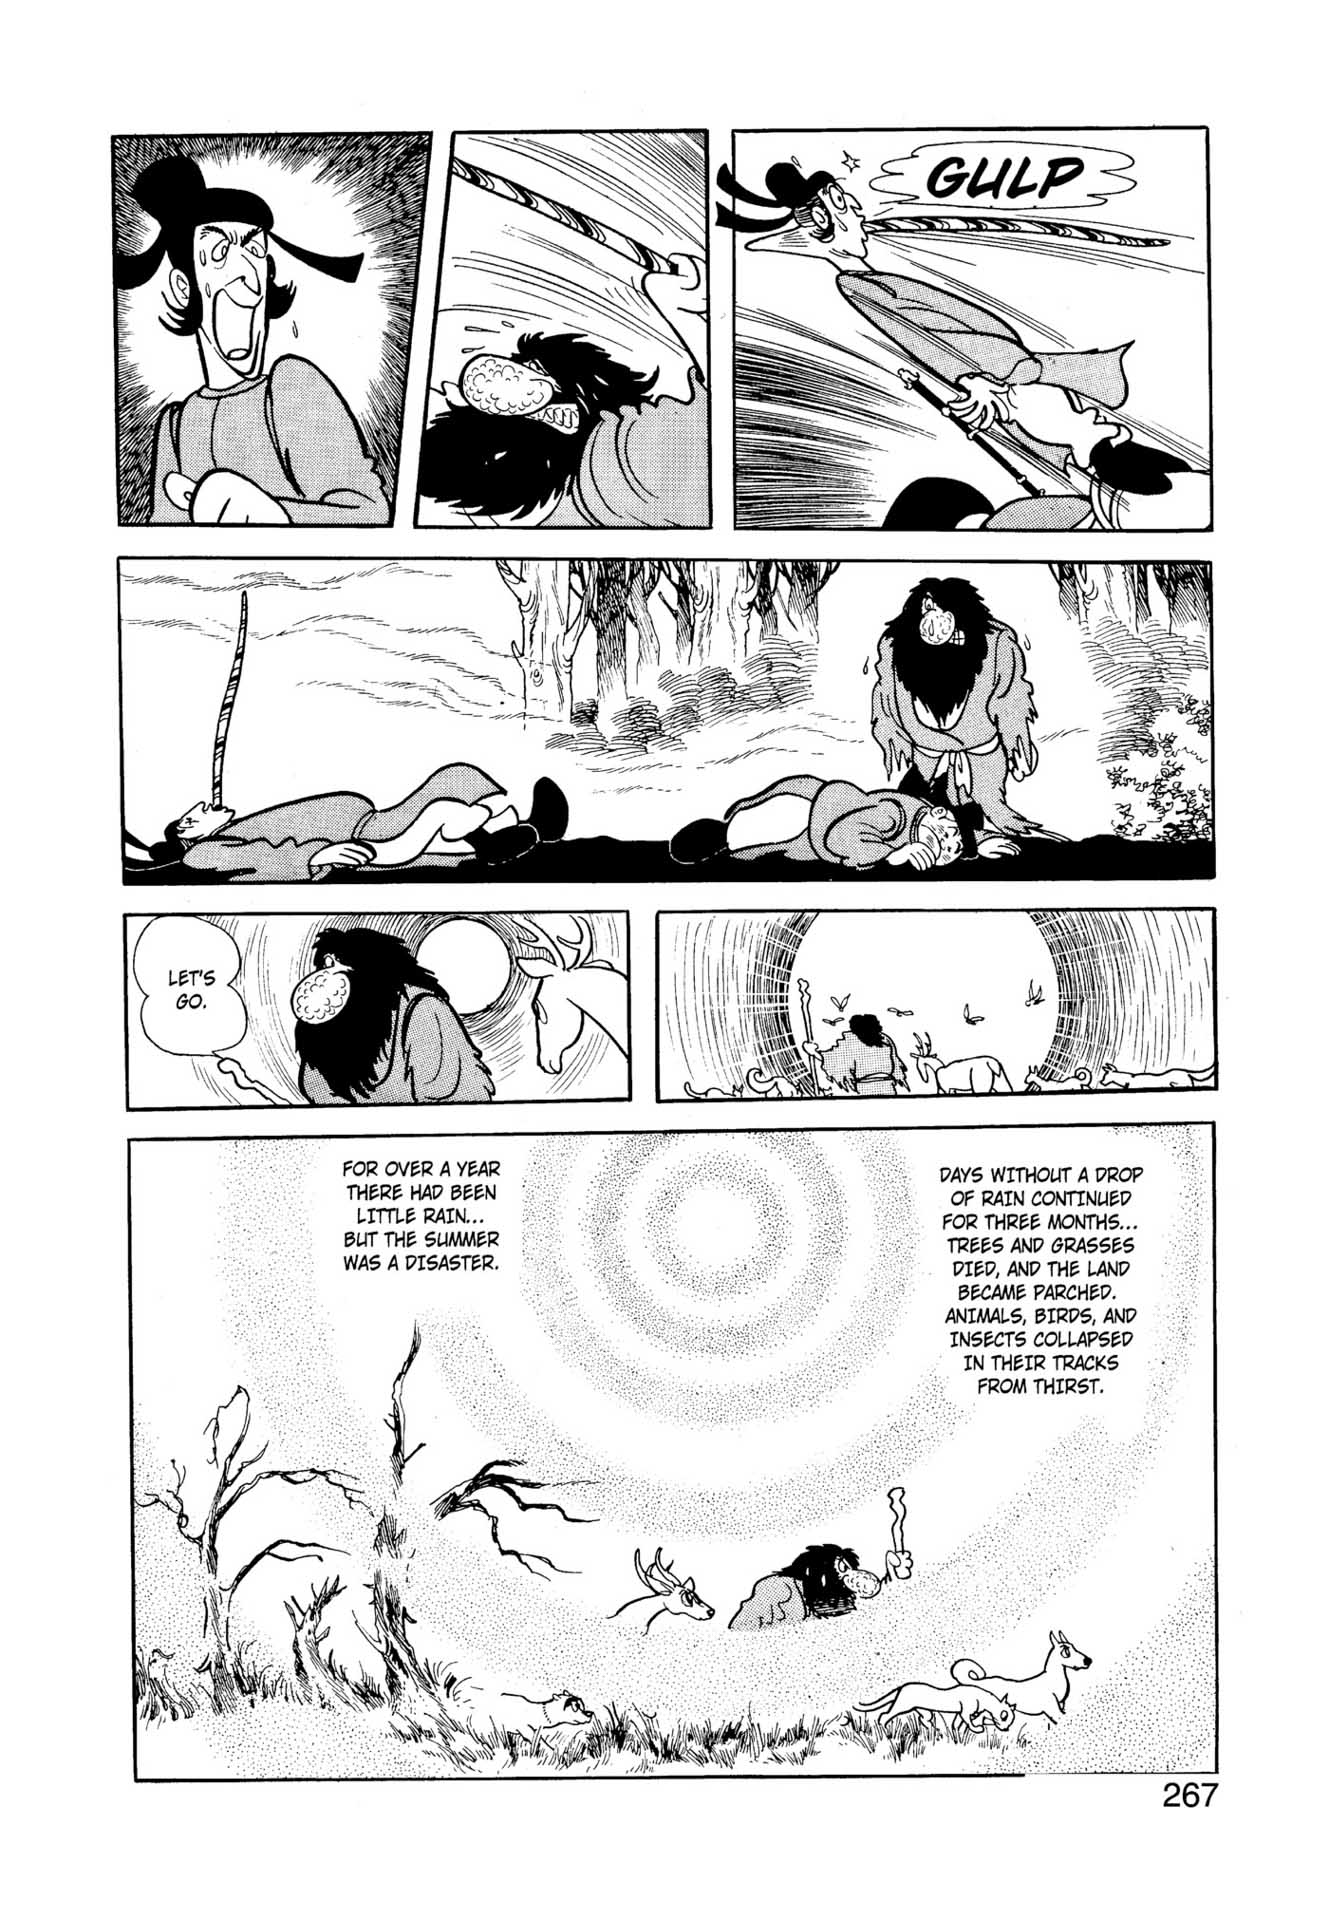 GULP
LET'S
GO.
FOR OVER A YEAR
THERE HAD BEEN
LITTLE RAIN...
BUT THE SUMMER
WAS A DISASTER.
DAYS WITHOUT A DROP
OF RAIN CONTINUED
FOR THREE MONTHS...
TREES AND GRASSES
DIED, AND THE LAND
BECAME PARCHED.
ANIMALS, BIRDS, AND
INSECTS COLLAPSED
IN THEIR TRACKS
FROM THIRST.
267